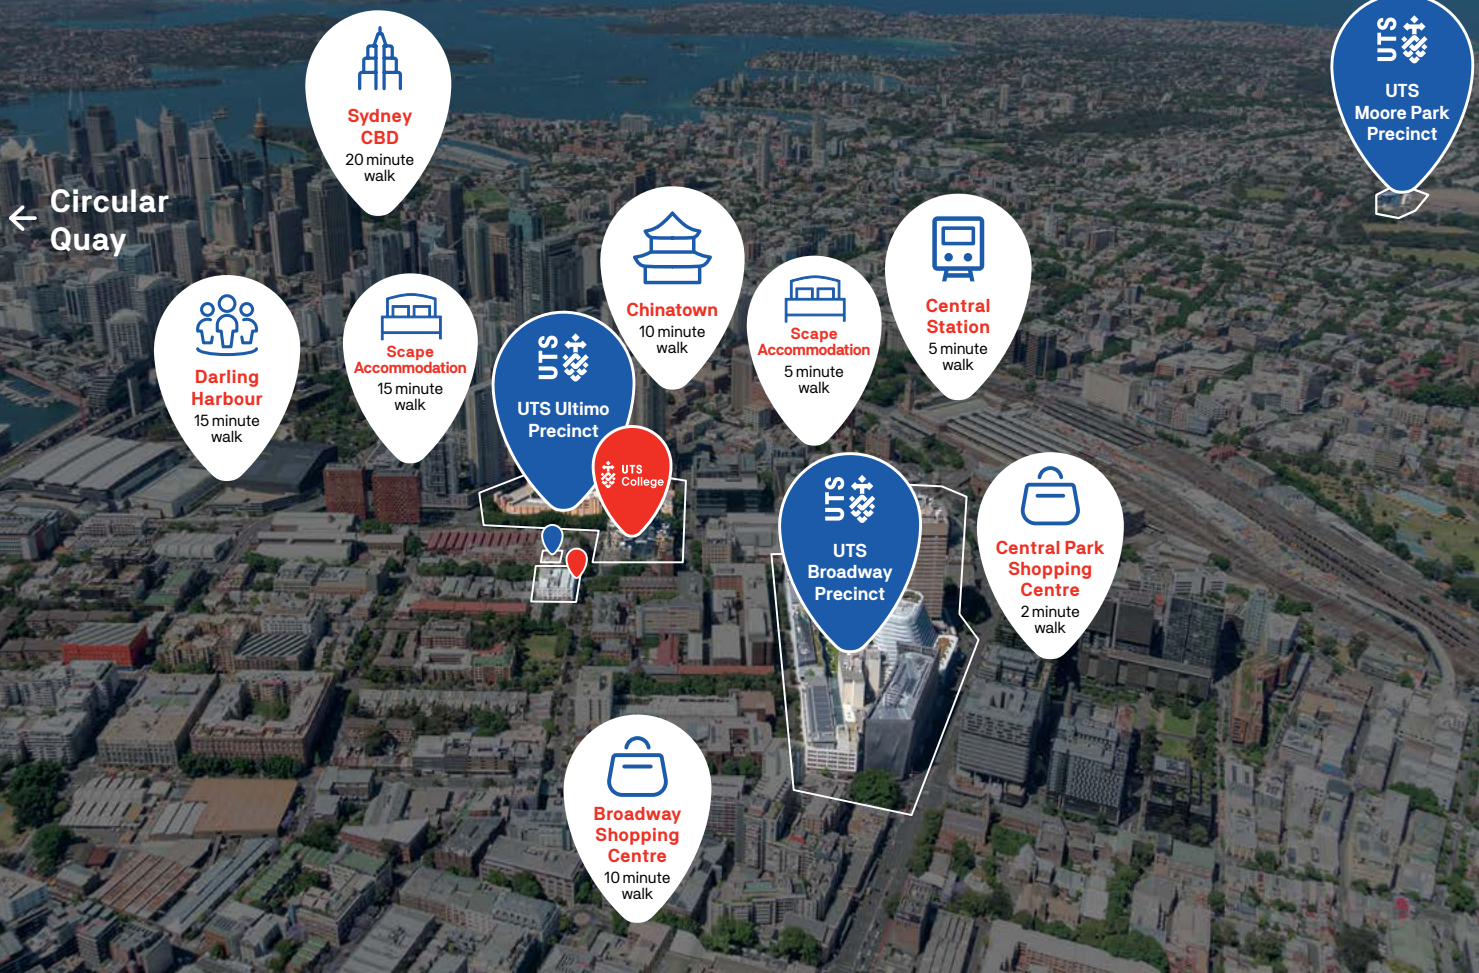 Sydney
CBD
20 minute
walk
UTS
UTS
Moore Park
Precinct
← Circular
Quay
Darling
Harbour
15 minute
walk
Scape
Accommodation
15 minute
walk
UTS
UTS Ultimo
Precinct
UTS
College
Chinatown
10 minute
walk
Scape
Accommodation
5 minute
walk
Central
Station
5 minute
walk
UTS
UTS
Broadway
Precinct
Central Park
Shopping
Centre
2 minute
walk
Broadway
Shopping
Centre
10 minute
walk